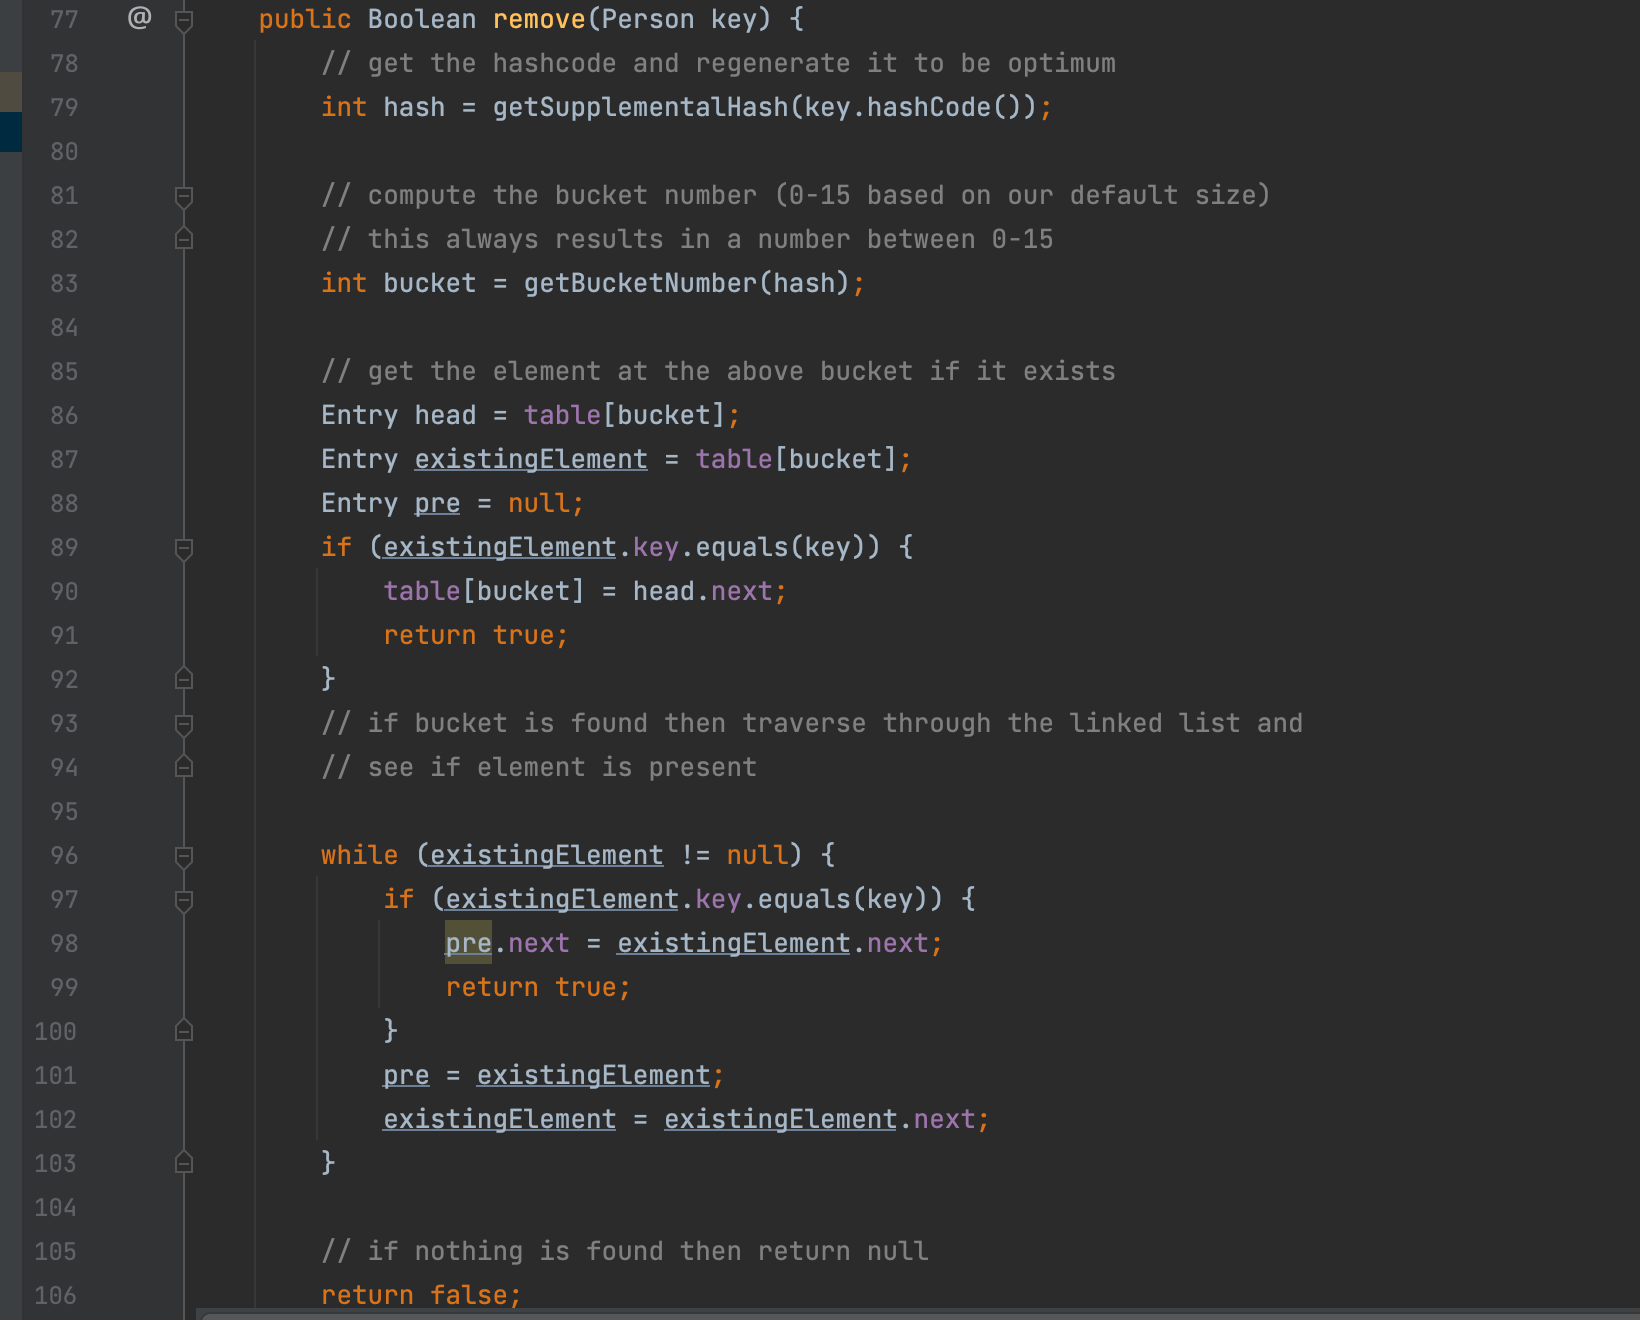 77 @ public Boolean remove(Person key) {
78 // get the hashcode and regenerate it to be optimum
79 int hash = getSupplementalHash(key.hashCode());
80
81 // compute the bucket number (0-15 based on our default size)
82 // this always results in a number between 0-15
83 int bucket = getBucketNumber(hash);
84
85 // get the element at the above bucket if it exists
86 Entry head = table[bucket];
87 Entry existingElement = table[bucket];
88 Entry pre = null;
89 if (existingElement.key.equals(key)) {
90 table[bucket] = head.next;
91 return true;
92 }
93 // if bucket is found then traverse through the linked list and
94 // see if element is present
95
96 while (existingElement != null) {
97 if (existingElement.key.equals(key)) {
98 pre.next = existingElement.next;
99 return true;
100 }
101 pre = existingElement;
102 existingElement = existingElement.next;
103 }
104
105 // if nothing is found then return null
106 return false;